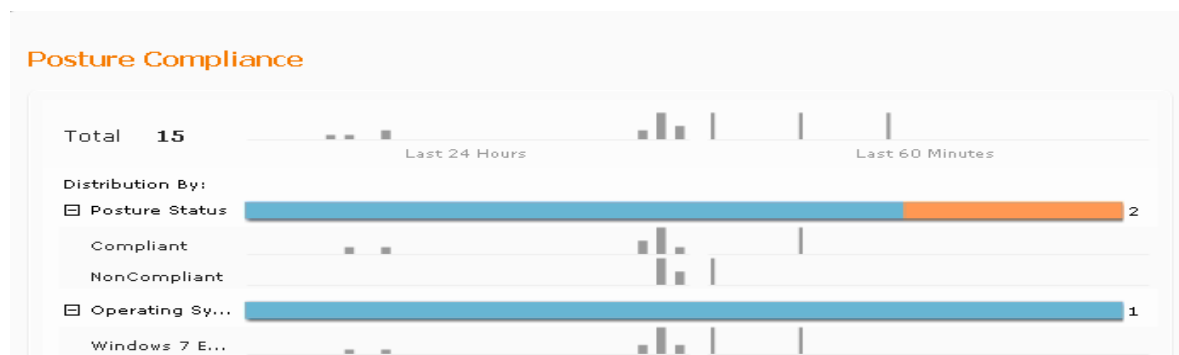 Posture Compliance
Total 15
Last 24 Hours Last 60 Minutes
Distribution By:
Posture Status 2
Compliant
NonCompliant
Operating Sy... 1
Windows 7 E...